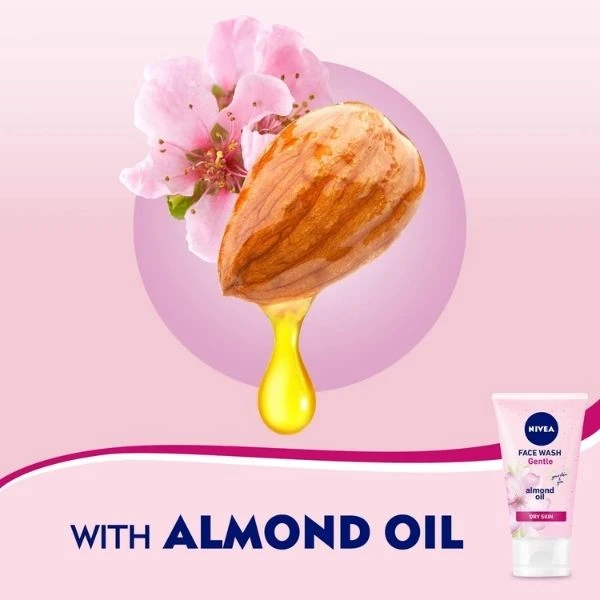 NIVEA
FACE WASH
Gentle
almond
oil
DRY SKIN
WITH ALMOND OIL